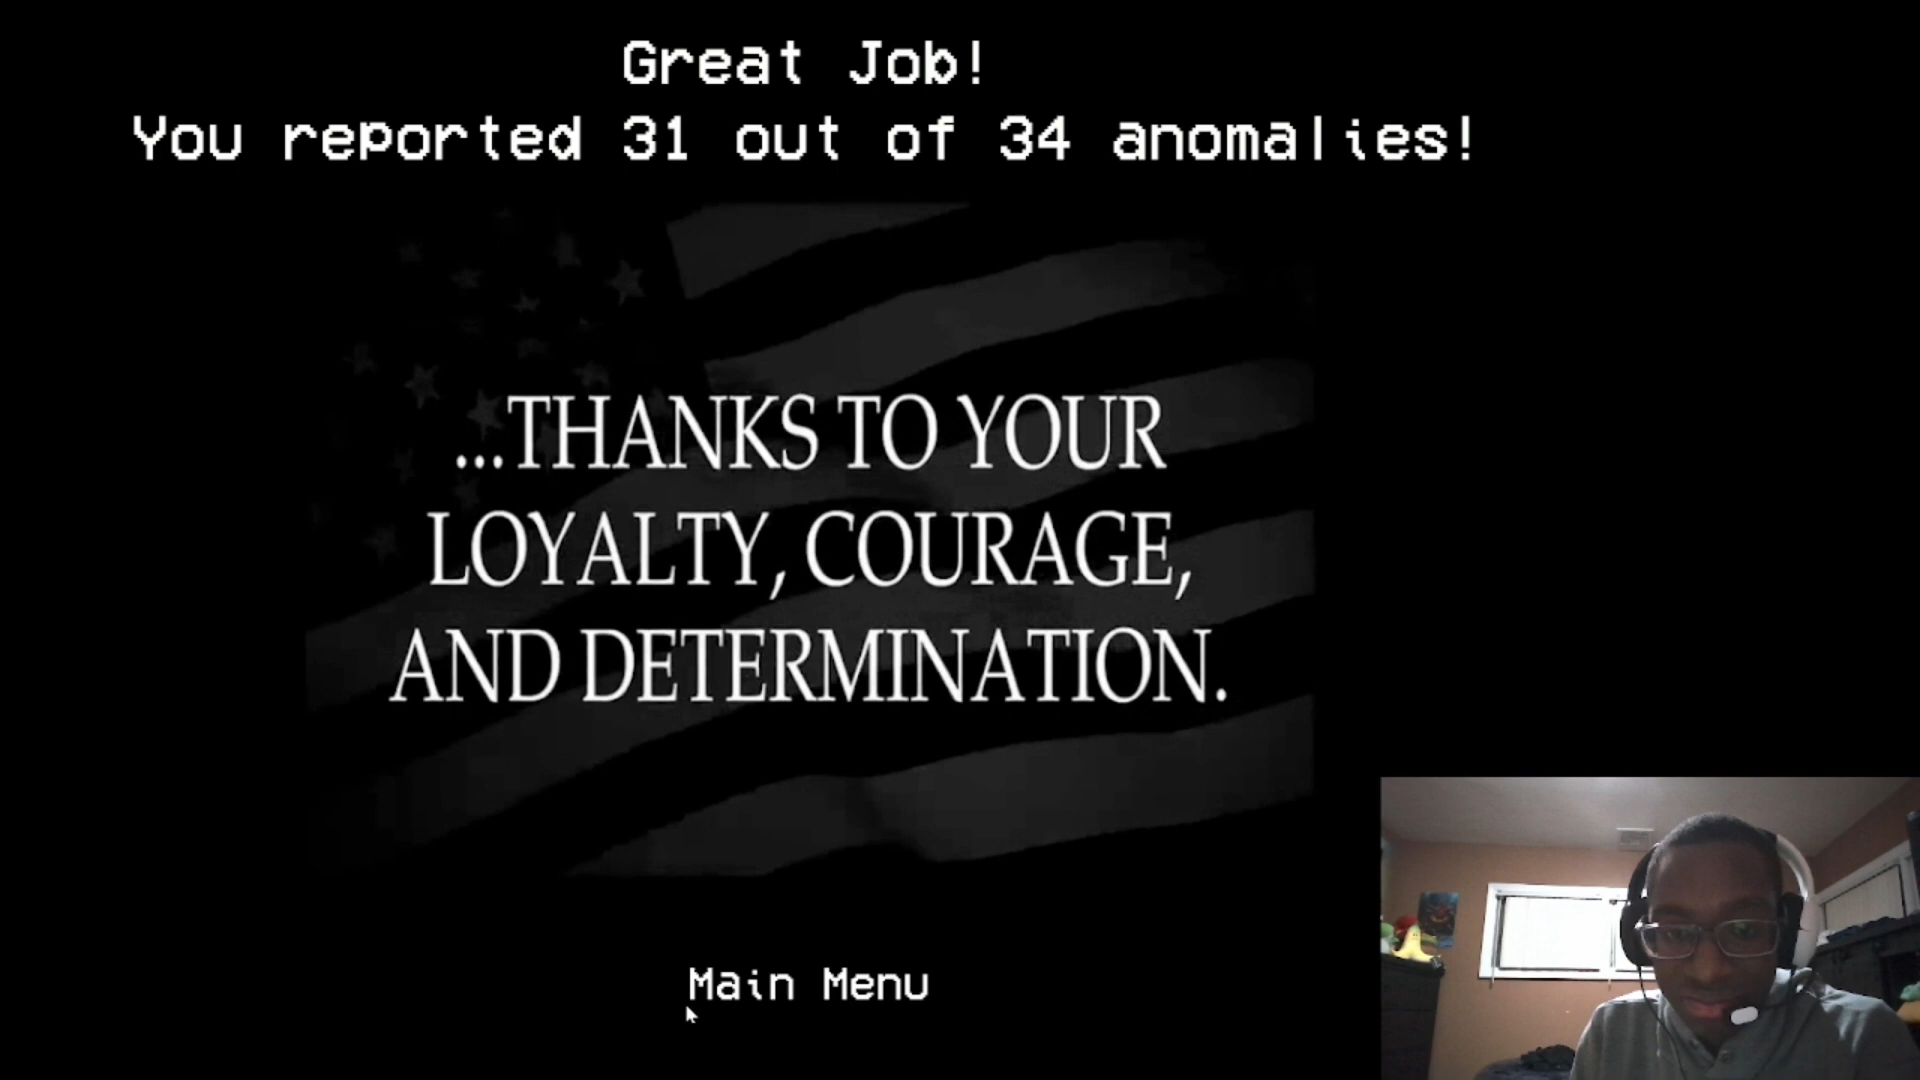 Great Job!
You reported 31 out of 34 anomalies!
...THANKS TO YOUR
LOYALTY, COURAGE,
AND DETERMINATION.
Main Menu